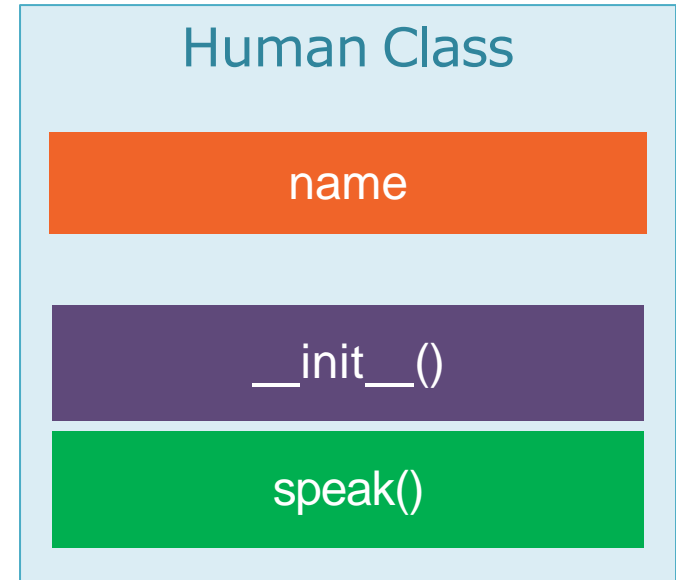 Human Class
name
__init__()
speak()